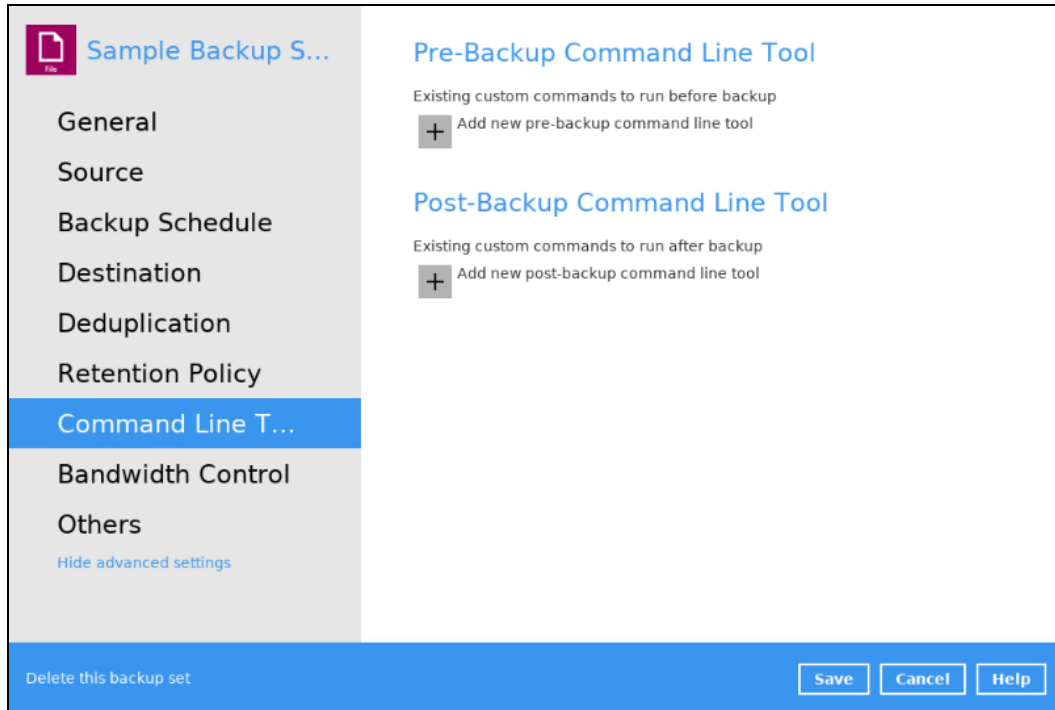 File
Sample Backup S...
General
Source
Backup Schedule
Destination
Deduplication
Retention Policy
Command Line T...
Bandwidth Control
Others
Hide advanced settings
Pre-Backup Command Line Tool
Existing custom commands to run before backup
Add new pre-backup command line tool
Post-Backup Command Line Tool
Existing custom commands to run after backup
Add new post-backup command line tool
Delete this backup set
Save Cancel Help